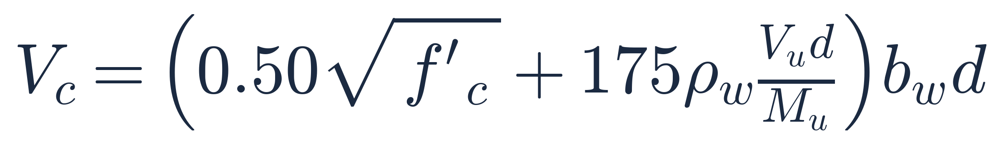 V_c = (0.50√f'_c + 175ρ_w V_u d / M_u) b_w d